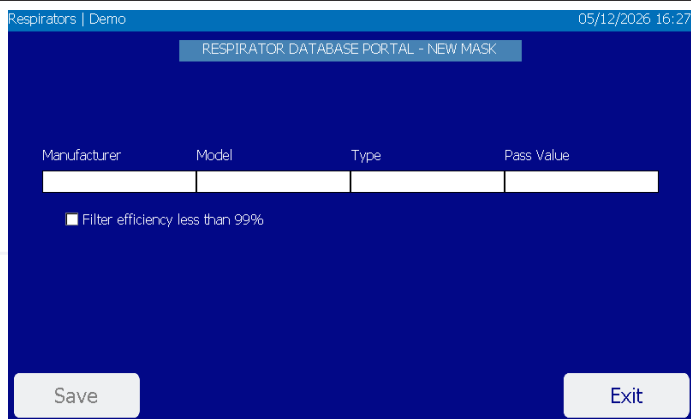 Respirators | Demo 05/12/2026 16:27
RESPIRATOR DATABASE PORTAL - NEW MASK
Manufacturer Model Type Pass Value
Filter efficiency less than 99%
Save Exit